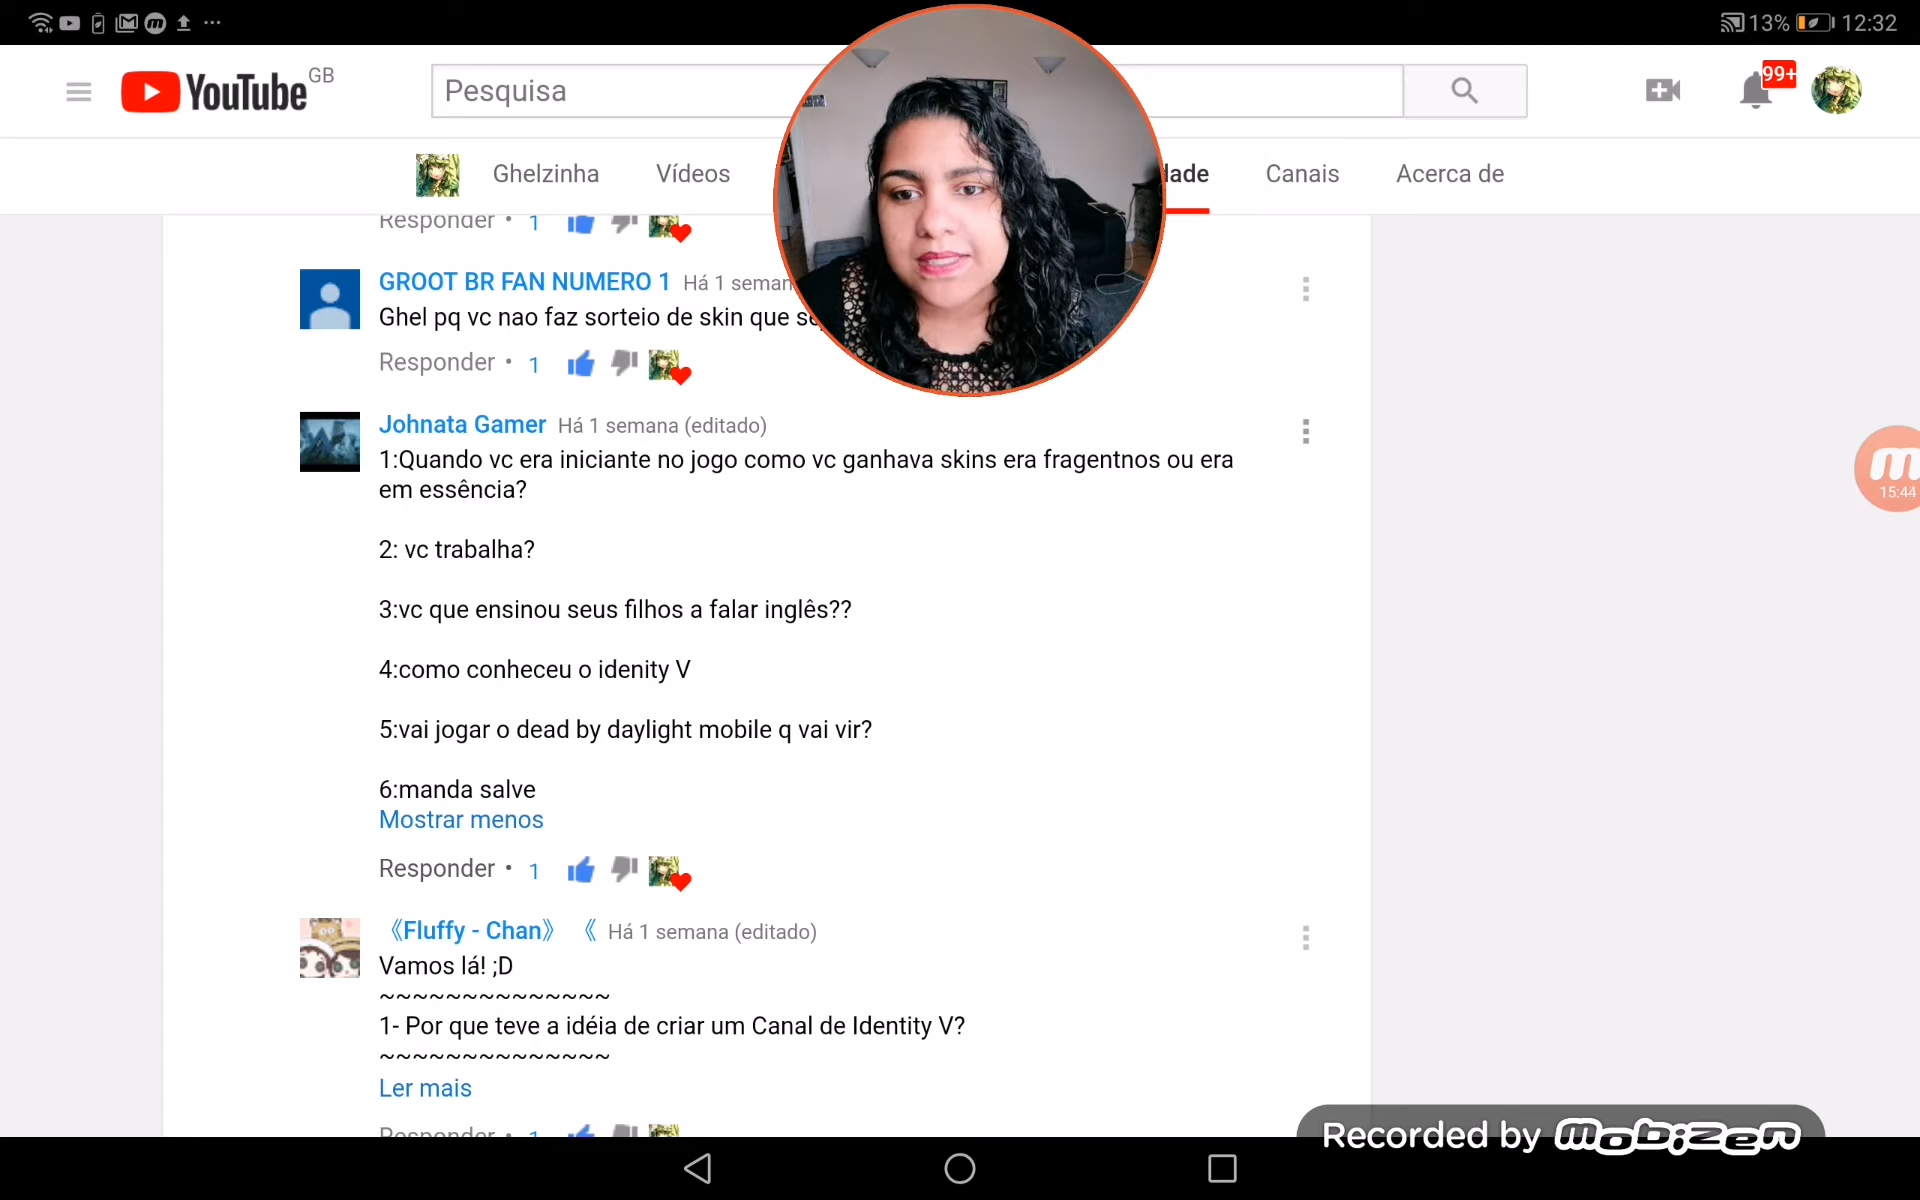 13% 12:32
YouTube GB
Pesquisa
99+
Ghelzinha Vídeos dade Canais Acerca de
Responder • 1
GROOT BR FAN NUMERO 1 Há 1 seman
Ghel pq vc nao faz sorteio de skin que
Responder • 1
Johnata Gamer Há 1 semana (editado)
1:Quando vc era iniciante no jogo como vc ganhava skins era fragentnos ou era
em essência?
2: vc trabalha?
3:vc que ensinou seus filhos a falar inglês??
4:como conheceu o idenity V
5:vai jogar o dead by daylight mobile q vai vir?
6:manda salve
Mostrar menos
Responder • 1
15:44
《Fluffy - Chan》 《 Há 1 semana (editado)
Vamos lá! ;D
~~~~~~~~~~~~~~
1- Por que teve a idéia de criar um Canal de Identity V?
~~~~~~~~~~~~~~
Ler mais
Responder • 1
Recorded by mobizen